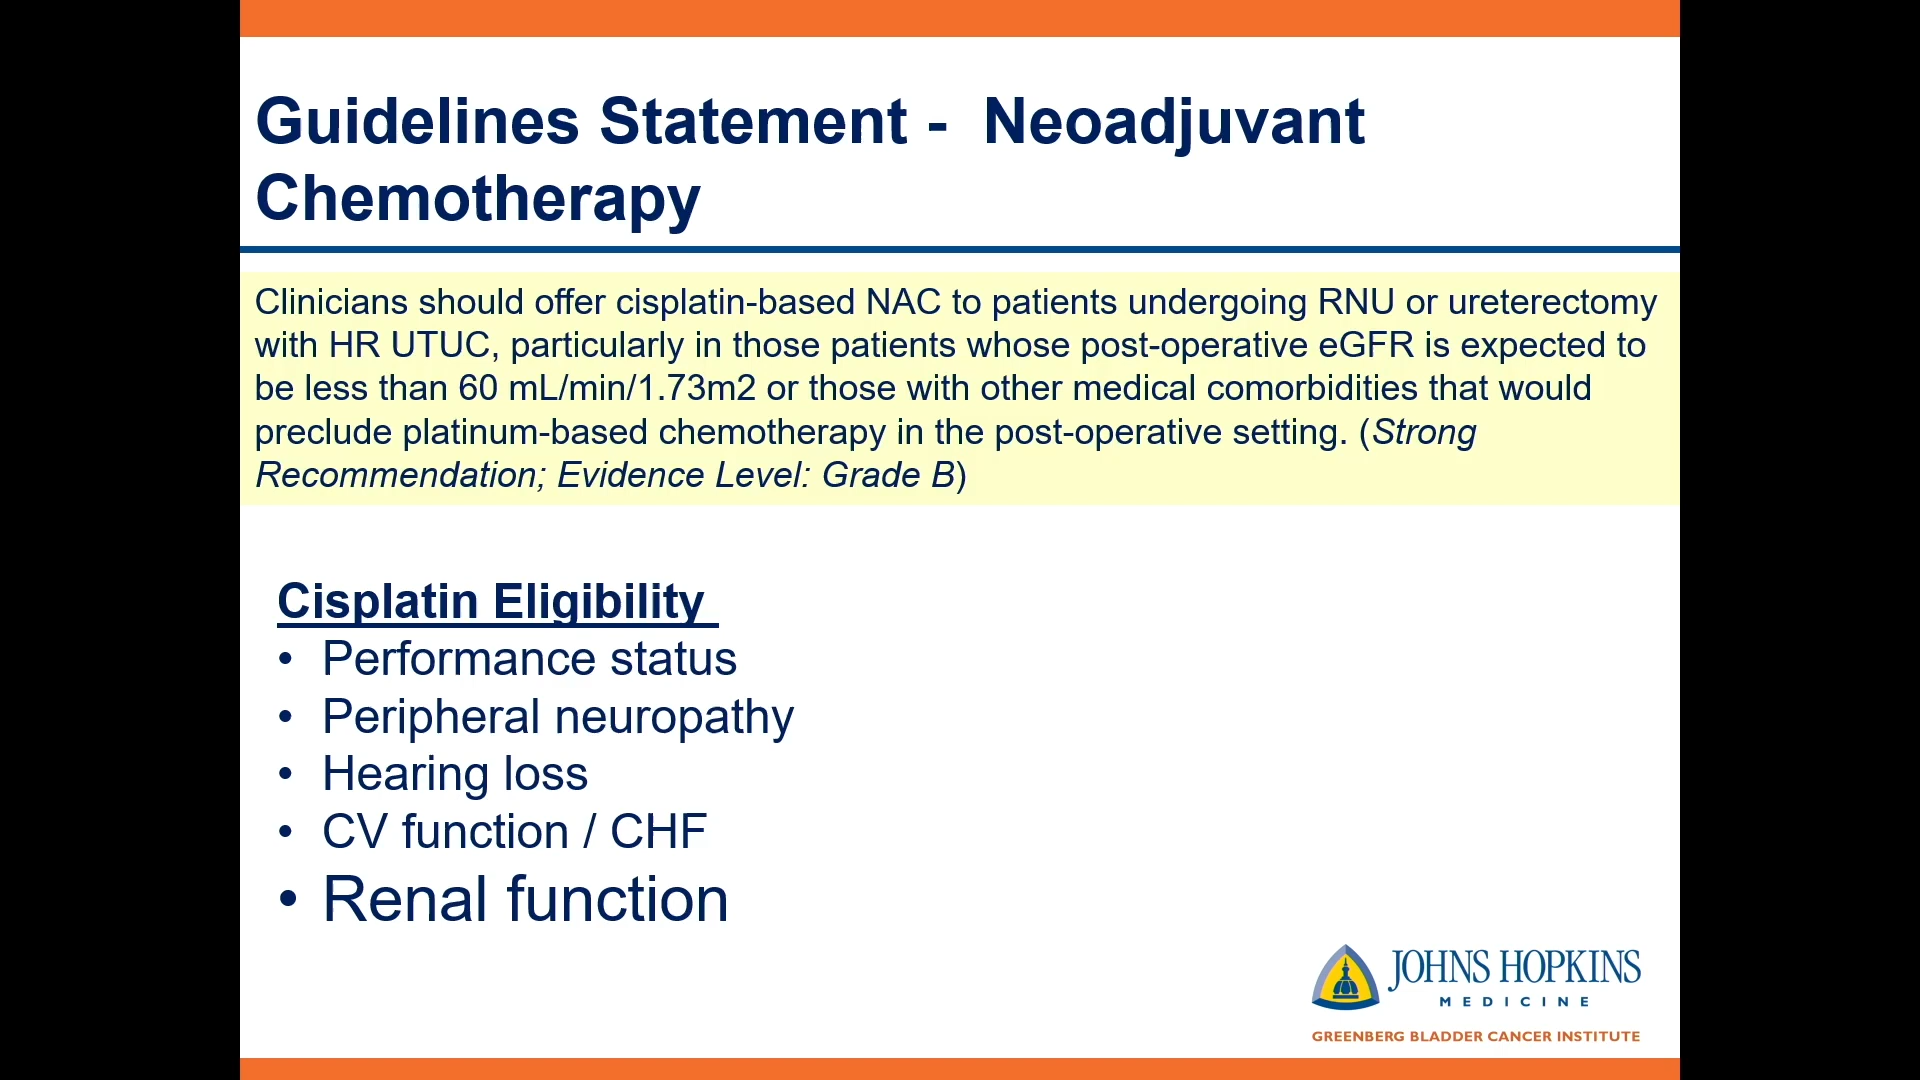 Guidelines Statement -  Neoadjuvant
Chemotherapy
Clinicians should offer cisplatin-based NAC to patients undergoing RNU or ureterectomy
with HR UTUC, particularly in those patients whose post-operative eGFR is expected to
be less than 60 mL/min/1.73m2 or those with other medical comorbidities that would
preclude platinum-based chemotherapy in the post-operative setting. (Strong
Recommendation; Evidence Level: Grade B)
Cisplatin Eligibility
• Performance status
• Peripheral neuropathy
• Hearing loss
• CV function / CHF
• Renal function
JOHNS HOPKINS
MEDICINE
GREENBERG BLADDER CANCER INSTITUTE